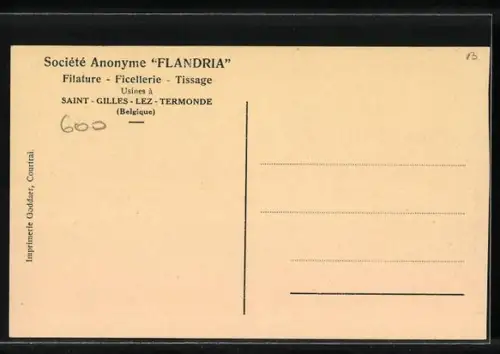 Société Anonyme "FLANDRIA"
Filature - Ficellerie - Tissage
Usines à
SAINT - GILLES - LEZ - TERMONDE
(Belgique)
600
Imprimerie Goddaer, Courtrai.